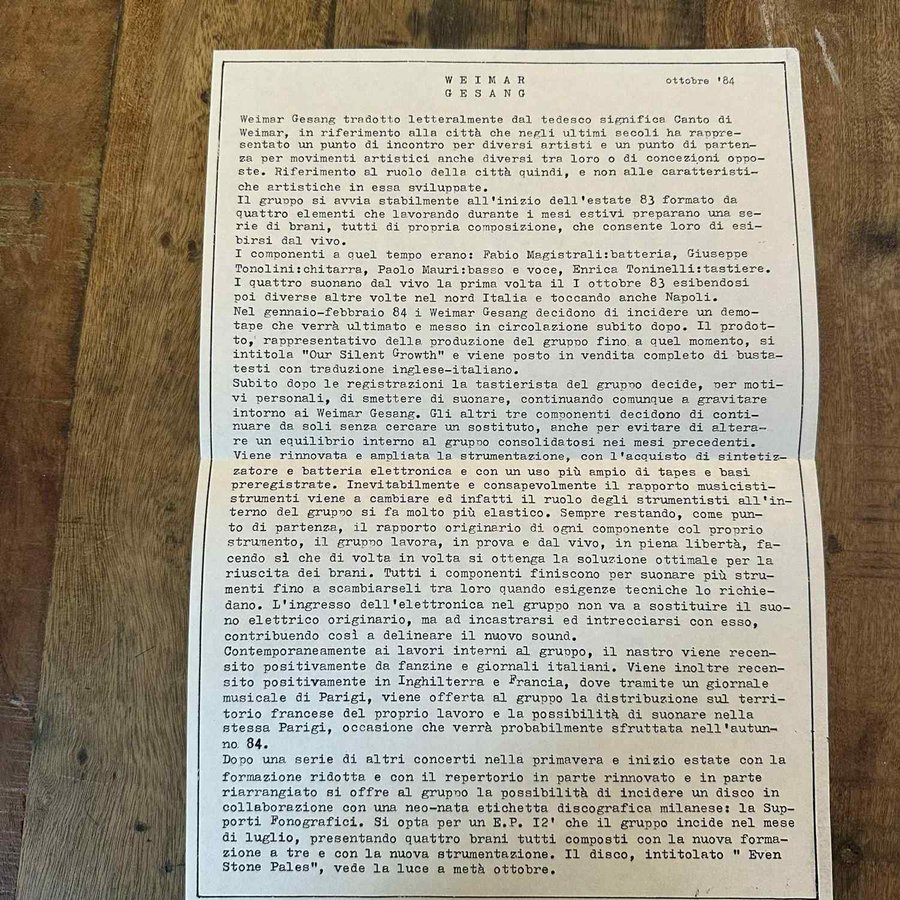 WEIMAR
GESANG
ottobre '84
Weimar Gesang tradotto letteralmente dal tedesco significa Canto di
Weimar, in riferimento alla città che negli ultimi secoli ha rappre-
sentato un punto di incontro per diversi artisti e un punto di parten-
za per movimenti artistici anche diversi tra loro o di concezioni oppo-
ste. Riferimento al ruolo della città quindi, e non alle caratteristi-
che artistiche in essa sviluppate.
Il gruppo si avvia stabilmente all'inizio dell'estate 83 formato da
quattro elementi che lavorando durante i mesi estivi preparano una se-
rie di brani, tutti di propria composizione, che consente loro di esi-
birsi dal vivo.
I componenti a quel tempo erano: Fabio Magistrali:batteria, Giuseppe
Tonolini:chitarra, Paolo Mauri:basso e voce, Enrica Toninelli:tastiere.
I quattro suonano dal vivo la prima volta il I ottobre 83 esibendosi
poi diverse altre volte nel nord Italia e toccando anche Napoli.
Nel gennaio-febbraio 84 i Weimar Gesang decidono di incidere un demo-
tape che verrà ultimato e messo in circolazione subito dopo. Il prodot-
to, rappresentativo della produzione del gruppo fino a quel momento, si
intitola "Our Silent Growth" e viene posto in vendita completo di busta-
testi con traduzione inglese-italiano.
Subito dopo le registrazioni la tastierista del gruppo decide, per moti-
vi personali, di smettere di suonare, continuando comunque a gravitare
intorno ai Weimar Gesang. Gli altri tre componenti decidono di conti-
nuare da soli senza cercare un sostituto, anche per evitare di altera-
re un equilibrio interno al gruppo consolidatosi nei mesi precedenti.
Viene rinnovata e ampliata la strumentazione, con l'acquisto di sintetiz-
zatore e batteria elettronica e con un uso più ampio di tapes e basi
preregistrate. Inevitabilmente e consapevolmente il rapporto musicisti-
strumenti viene a cambiare ed infatti il ruolo degli strumentisti all'in-
terno del gruppo si fa molto più elastico. Sempre restando, come pun-
to di partenza, il rapporto originario di ogni componente col proprio
strumento, il gruppo lavora, in prova e dal vivo, in piena libertà, fa-
cendo sì che di volta in volta si ottenga la soluzione ottimale per la
riuscita dei brani. Tutti i componenti finiscono per suonare più stru-
menti fino a scambiarseli tra loro quando esigenze tecniche lo richie-
dano. L'ingresso dell'elettronica nel gruppo non va a sostituire il suo-
no elettrico originario, ma ad incastrarsi ed intrecciarsi con esso,
contribuendo così a delineare il nuovo sound.
Contemporaneamente ai lavori interni al gruppo, il nastro viene recen-
sito positivamente da fanzine e giornali italiani. Viene inoltre recen-
sito positivamente in Inghilterra e Francia, dove tramite un giornale
musicale di Parigi, viene offerta al gruppo la distribuzione sul terri-
torio francese del proprio lavoro e la possibilità di suonare nella
stessa Parigi, occasione che verrà probabilmente sfruttata nell'autun-
no 84.
Dopo una serie di altri concerti nella primavera e inizio estate con la
formazione ridotta e con il repertorio in parte rinnovato e in parte
riarrangiato si offre al gruppo la possibilità di incidere un disco in
collaborazione con una neo-nata etichetta discografica milanese: la Sup-
porti Fonografici. Si opta per un E.P. I2' che il gruppo incide nel mese
di luglio, presentando quattro brani tutti composti con la nuova forma-
zione a tre e con la nuova strumentazione. Il disco, intitolato " Even
Stone Pales", vede la luce a metà ottobre.